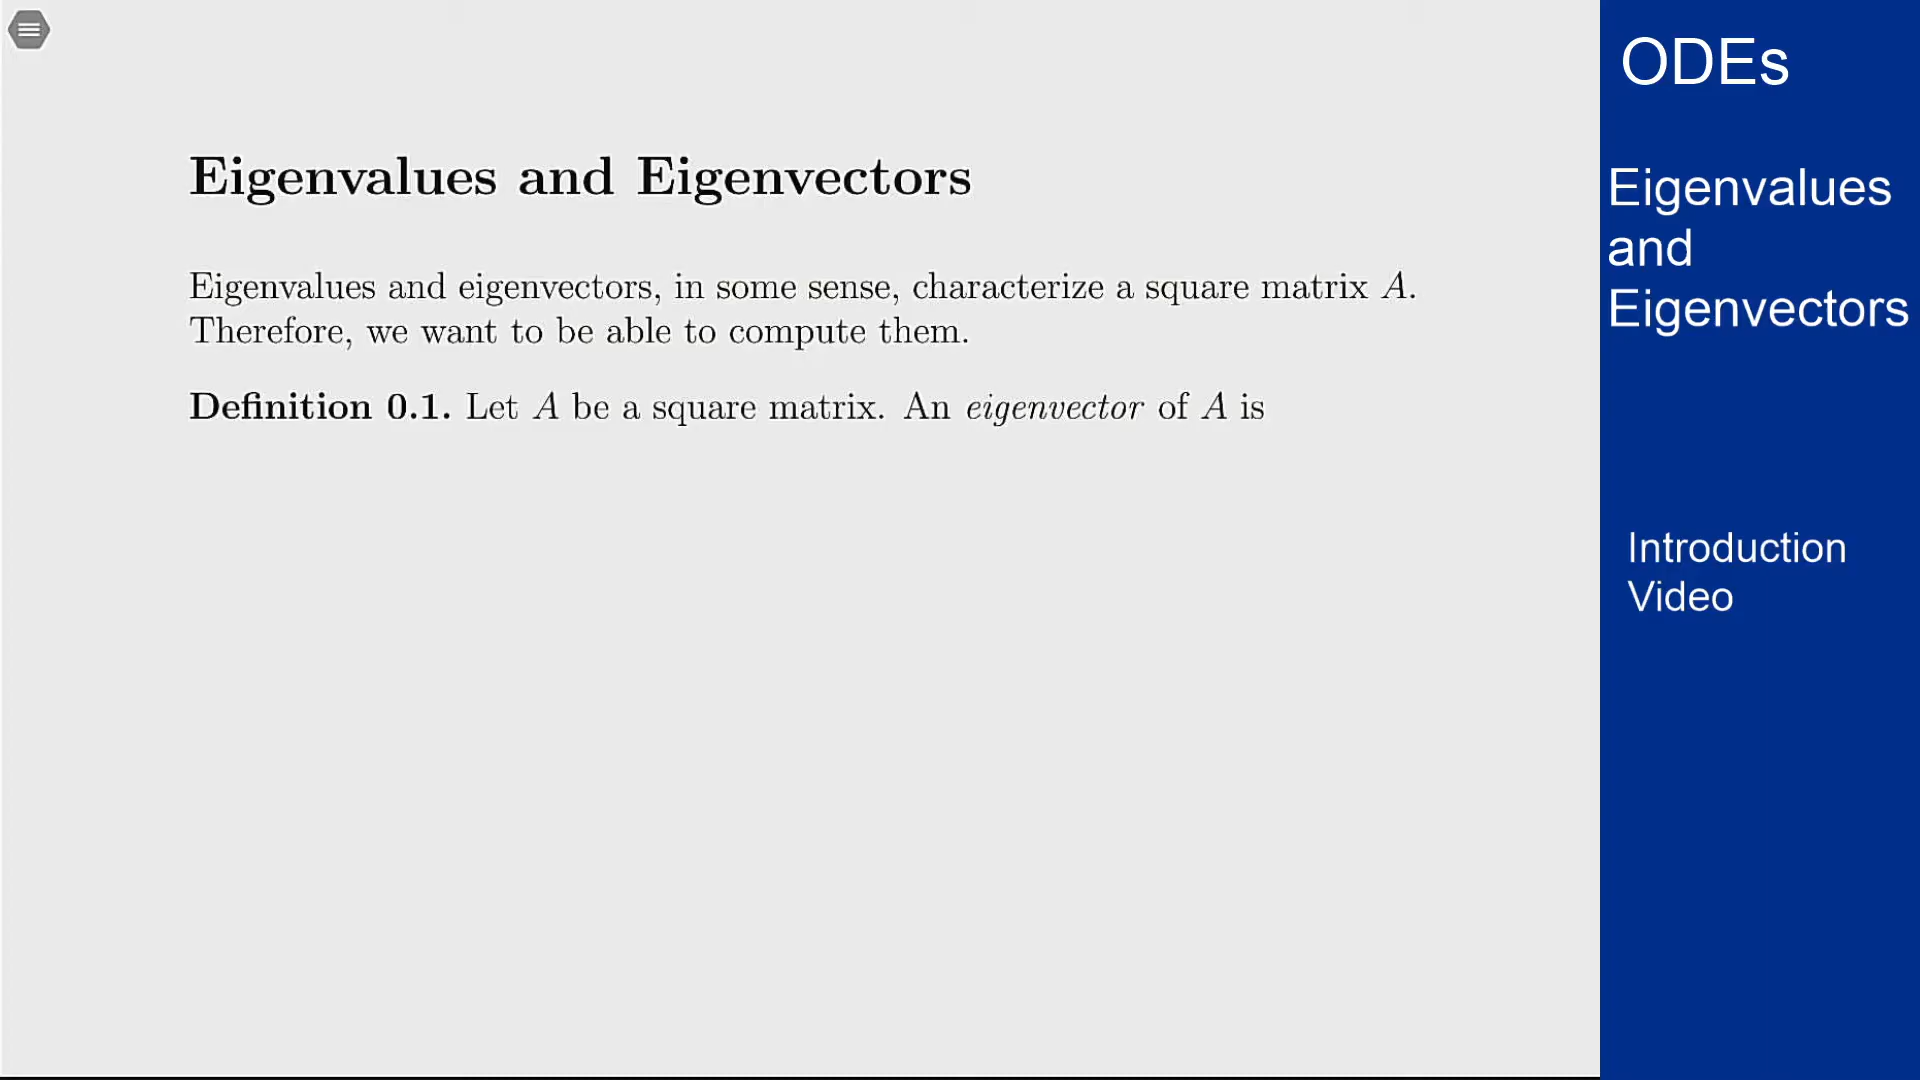 Eigenvalues and Eigenvectors
Eigenvalues and eigenvectors, in some sense, characterize a square matrix A.
Therefore, we want to be able to compute them.
Definition 0.1. Let A be a square matrix. An eigenvector of A is
ODEs
Eigenvalues
and
Eigenvectors
Introduction
Video